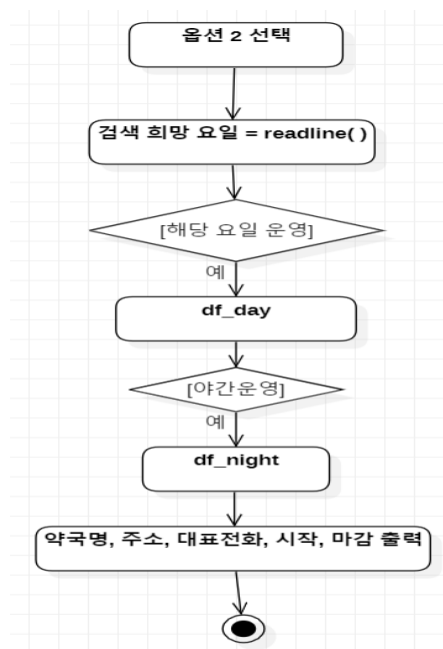 옵션 2 선택
검색 희망 요일 = readline( )
[해당 요일 운영]
예
df_day
[야간운영]
예
df_night
약국명, 주소, 대표전화, 시작, 마감 출력